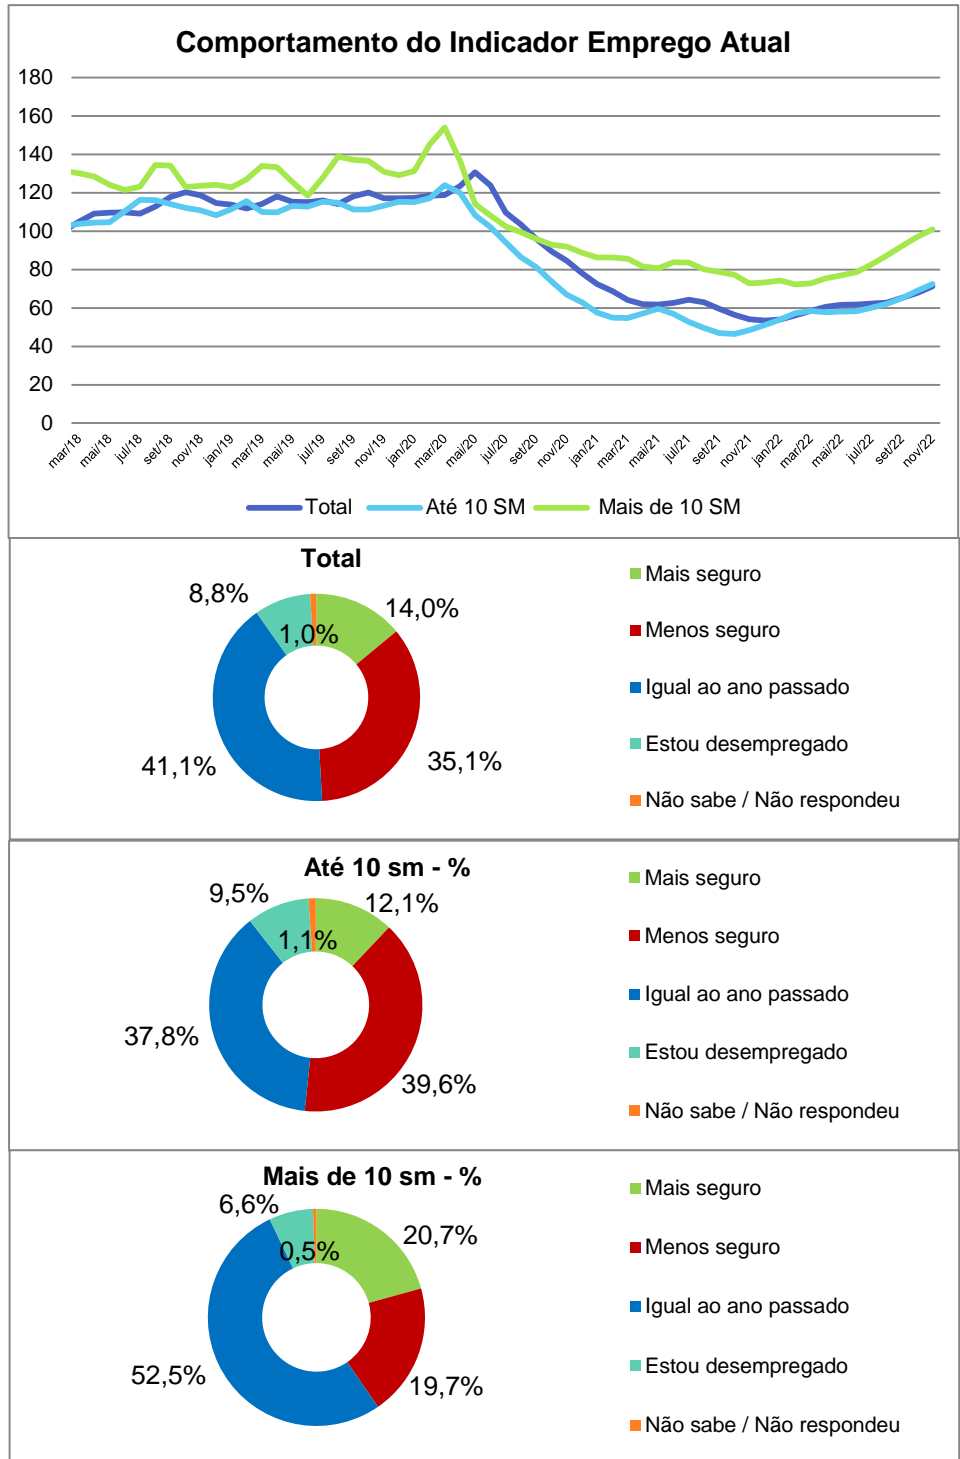 Comportamento do Indicador Emprego Atual
180
160
140
120
100
80
60
40
20
0
mar/18 mai/18 jul/18 set/18 nov/18 jan/19 mar/19 mai/19 jul/19 set/19 nov/19 jan/20 mar/20 mai/20 jul/20 set/20 nov/20 jan/21 mar/21 mai/21 jul/21 set/21 nov/21 jan/22 mar/22 mai/22 jul/22 set/22 nov/22
Total Até 10 SM Mais de 10 SM
Total
8,8%
1,0%
14,0%
41,1%
35,1%
Mais seguro
Menos seguro
Igual ao ano passado
Estou desempregado
Não sabe / Não respondeu
Até 10 sm - %
9,5%
12,1%
1,1%
37,8%
39,6%
Mais seguro
Menos seguro
Igual ao ano passado
Estou desempregado
Não sabe / Não respondeu
Mais de 10 sm - %
6,6%
20,7%
0,5%
52,5%
19,7%
Mais seguro
Menos seguro
Igual ao ano passado
Estou desempregado
Não sabe / Não respondeu